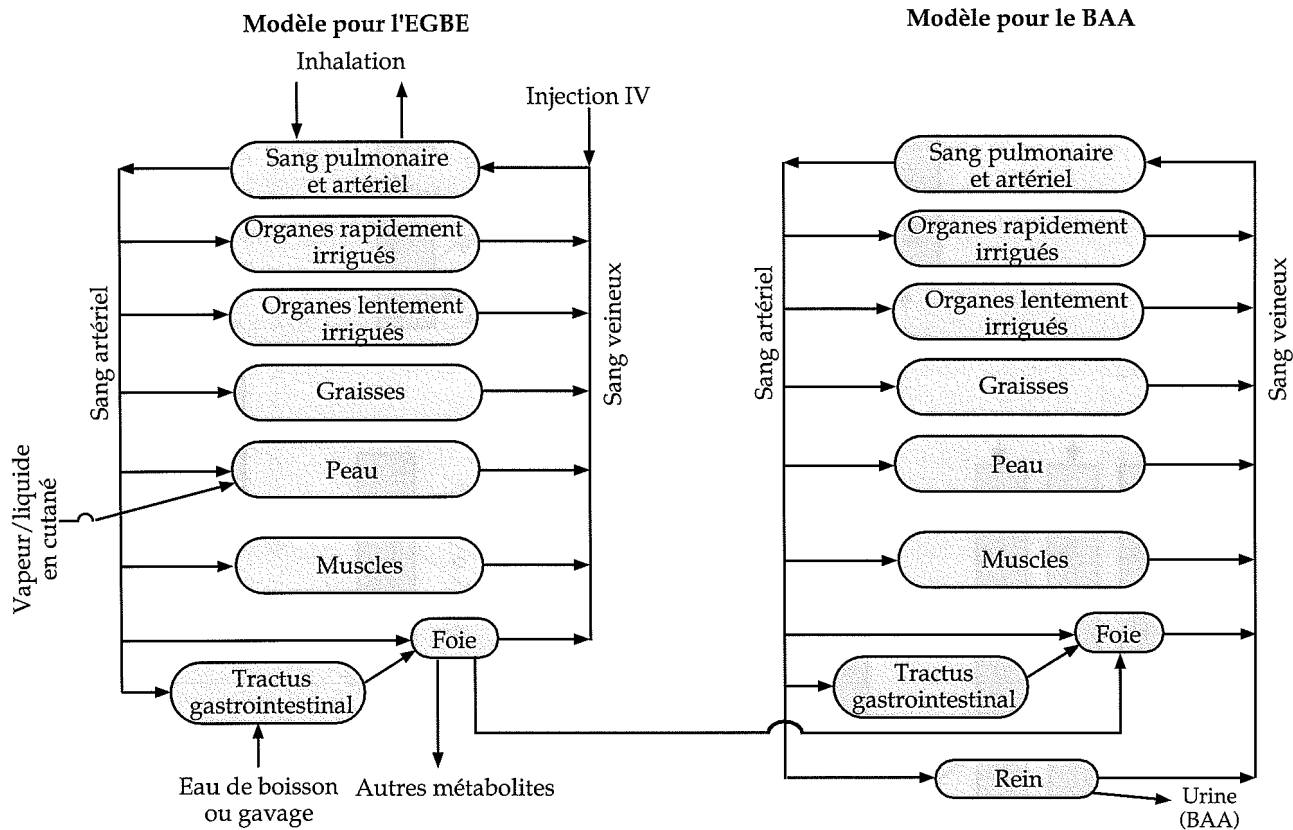 Modèle pour l'EGBE
Inhalation
Injection IV
Sang pulmonaire
et artériel
Organes rapidement
irrigués
Organes lentement
irrigués
Graisses
Peau
Muscles
Foie
Tractus
gastrointestinal
Sang artériel
Sang veineux
Vapeur/liquide
en cutané
Eau de boisson
ou gavage
Autres métabolites
Modèle pour le BAA
Sang pulmonaire
et artériel
Organes rapidement
irrigués
Organes lentement
irrigués
Graisses
Peau
Muscles
Foie
Tractus
gastrointestinal
Rein
Sang artériel
Sang veineux
Urine
(BAA)